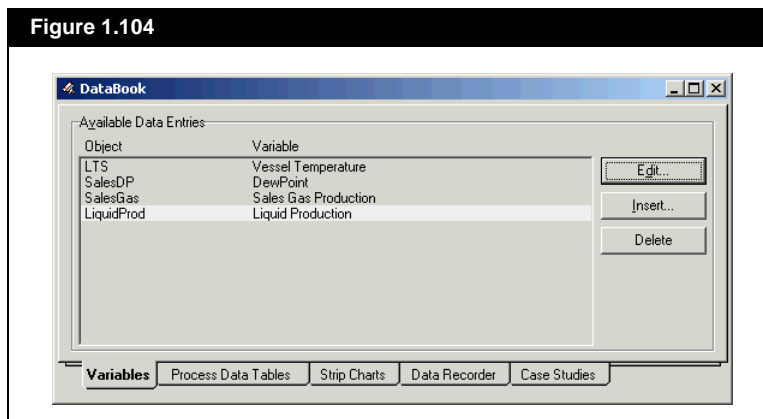 Figure 1.104
DataBook
Available Data Entries
Object Variable
LTS Vessel Temperature
SalesDP DewPoint
SalesGas Sales Gas Production
LiquidProd Liquid Production
Edit...
Insert...
Delete
Variables Process Data Tables Strip Charts Data Recorder Case Studies